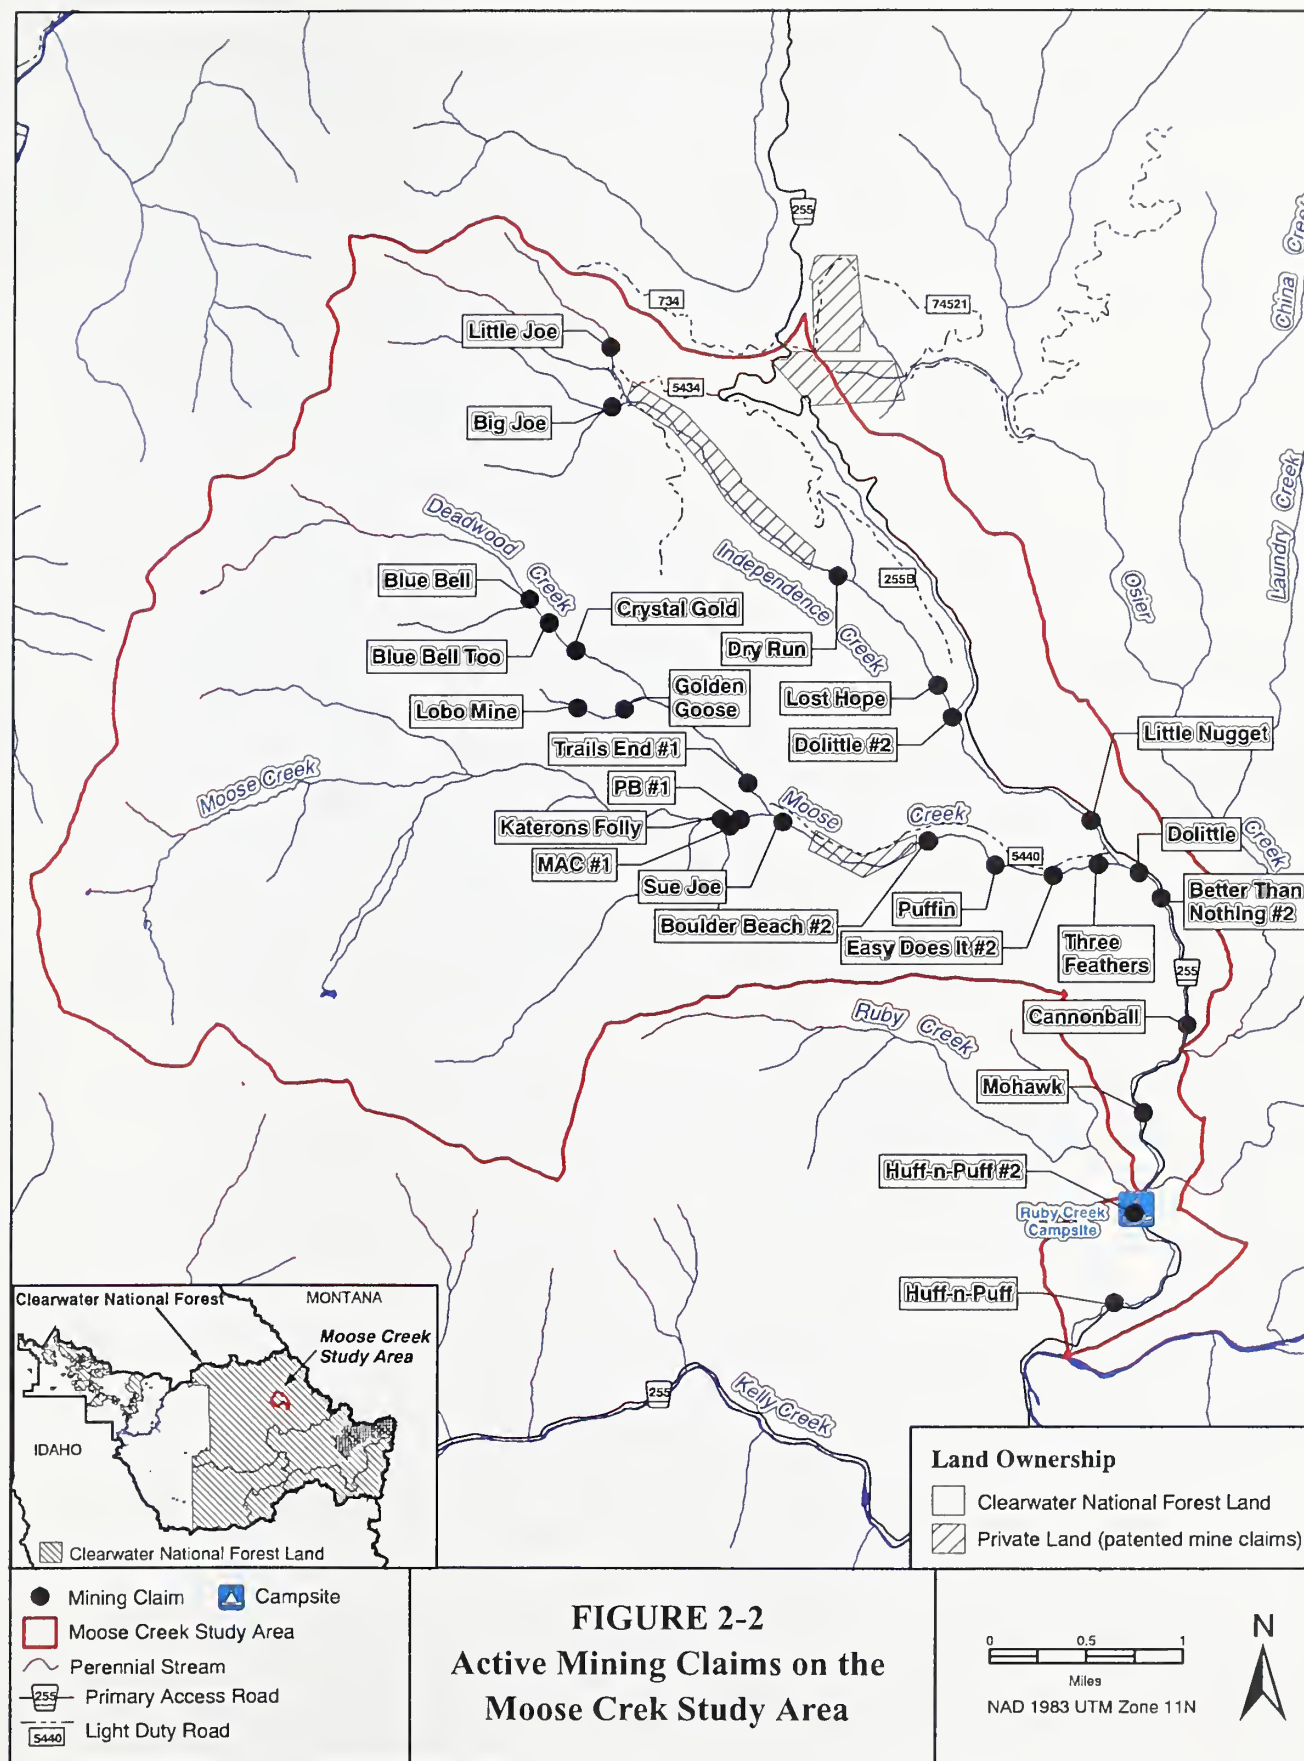 255
China Creek
734
74521
Little Joe
5434
Big Joe
Laundry Creek
Deadwood
Creek
Independence
Creek
255B
Osier
Creek
Blue Bell
Crystal Gold
Dry Run
Blue Bell Too
Golden
Goose
Lobo Mine
Lost Hope
Trails End #1
Dolittle #2
Little Nugget
Moose Creek
PB #1
Moose
Creek
Katerons Folly
Dolittle
MAC #1
5440
Sue Joe
Better Than
Nothing #2
Puffin
Boulder Beach #2
Easy Does It #2
Three
Feathers
255
Ruby Creek
Cannonball
Mohawk
Huff-n-Puff #2
Ruby Creek
Campsite
Huff-n-Puff
Clearwater National Forest
MONTANA
Moose Creek
Study Area
IDAHO
Clearwater National Forest Land
255
Kelly Creek
Land Ownership
Clearwater National Forest Land
Private Land (patented mine claims)
Mining Claim
Campsite
Moose Creek Study Area
Perennial Stream
255 Primary Access Road
Light Duty Road
5440
FIGURE 2-2
Active Mining Claims on the
Moose Crek Study Area
0 0.5 1
Miles
NAD 1983 UTM Zone 11N
N